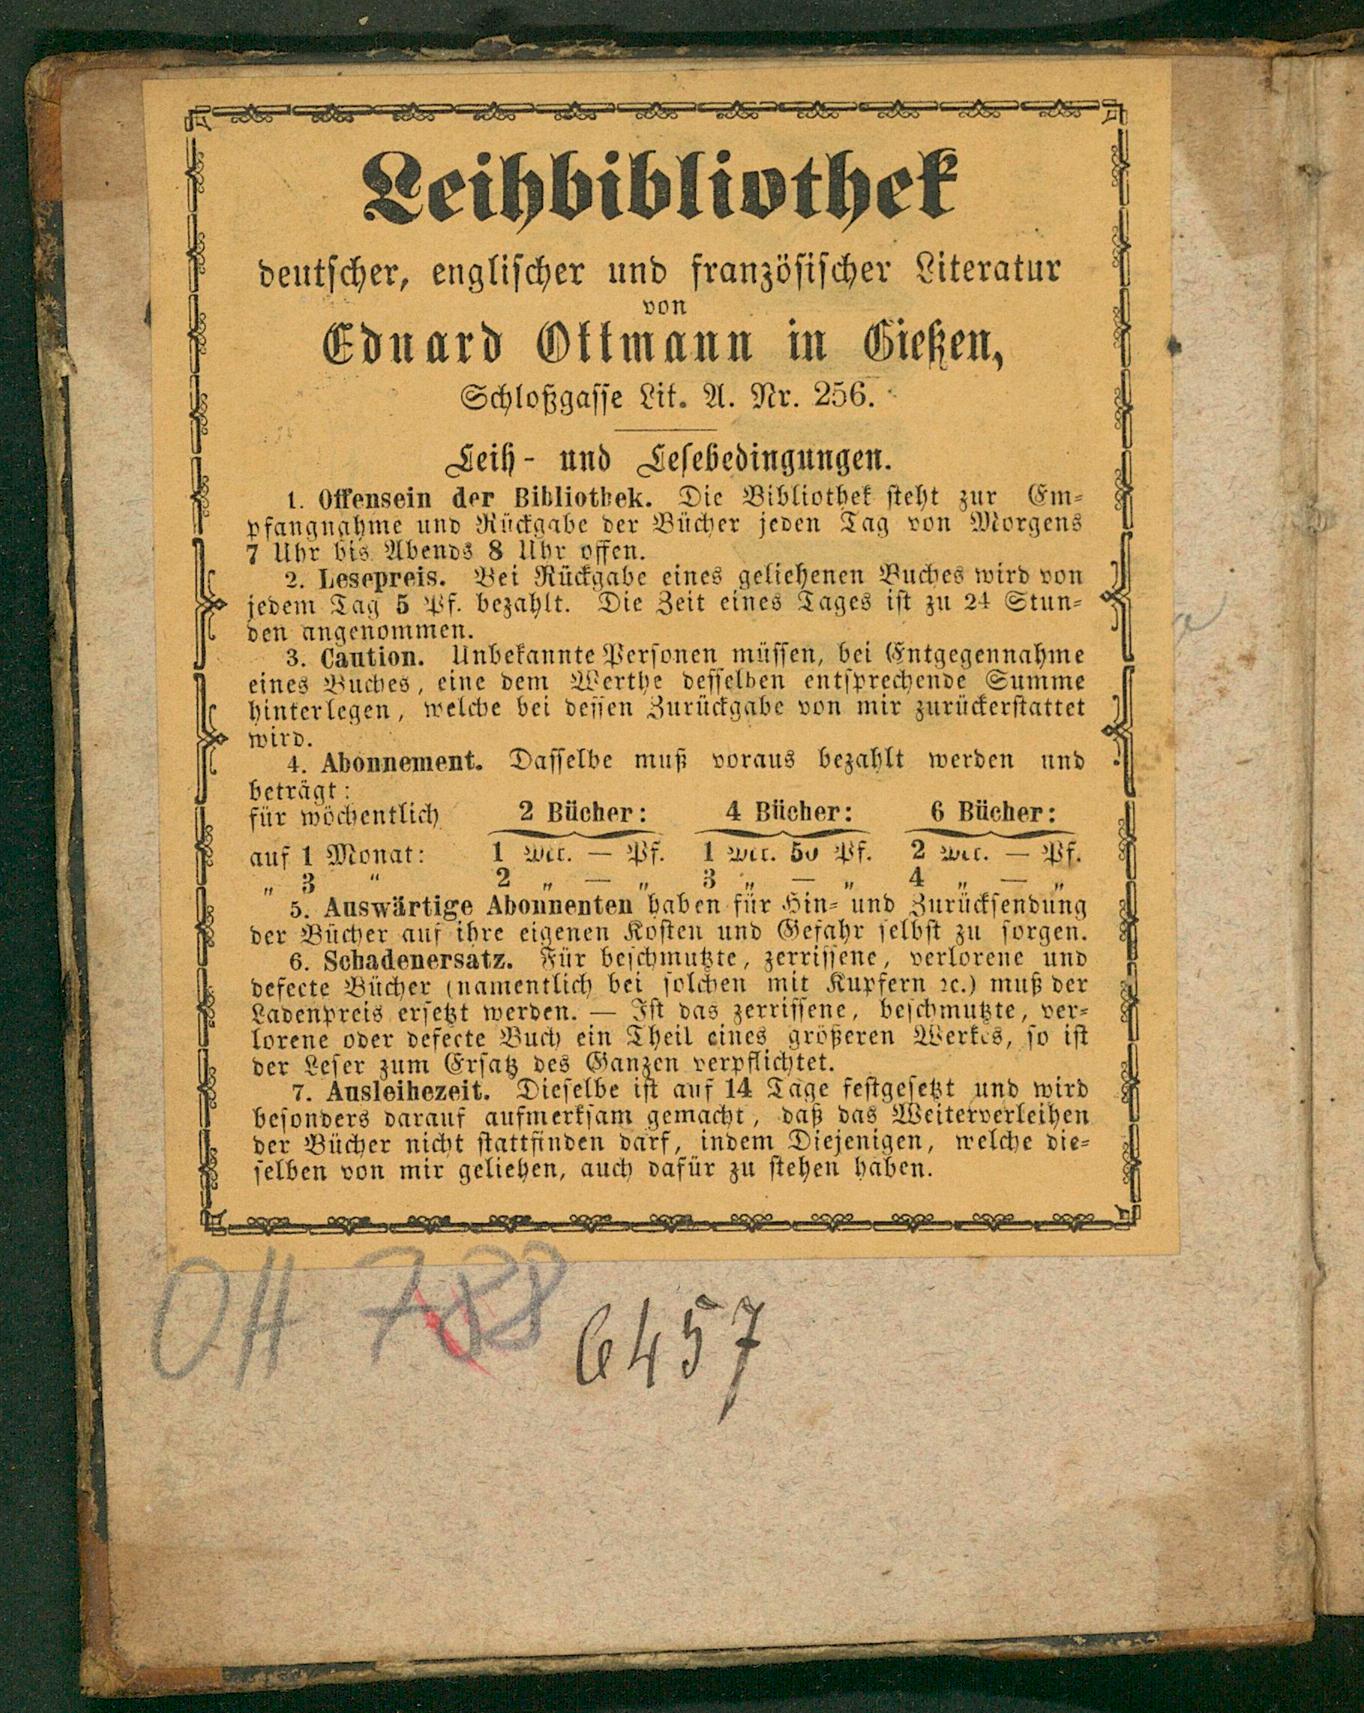 Leihbibliothek
deutscher, englischer und französischer Literatur
von
Eduard Ottmann in Gießen,
Schloßgasse Lit. A. Nr. 256.
Leih- und Lesebedingungen.
1. Offensein der Bibliothek. Die Bibliothek steht zur Em-
pfangnahme und Rückgabe der Bücher jeden Tag von Morgens
7 Uhr bis Abends 8 Uhr offen.
2. Lesepreis. Bei Rückgabe eines geliehenen Buches wird von
jedem Tag 5 Pf. bezahlt. Die Zeit eines Tages ist zu 24 Stun-
den angenommen.
3. Caution. Unbekannte Personen müssen, bei Entgegennahme
eines Buches, eine dem Werthe desselben entsprechende Summe
hinterlegen, welche bei dessen Zurückgabe von mir zurückerstattet
wird.
4. Abonnement. Dasselbe muß voraus bezahlt werden und
beträgt:
für wöchentlich 2 Bücher: 4 Bücher: 6 Bücher:
auf 1 Monat: 1 Mk. — Pf. 1 Mk. 50 Pf. 2 Mk. — Pf.
„ 3 " 2 „ — „ 3 „ — „ 4 „ — „
5. Auswärtige Abonnenten haben für Hin- und Zurücksendung
der Bücher auf ihre eigenen Kosten und Gefahr selbst zu sorgen.
6. Schadenersatz. Für beschmutzte, zerrissene, verlorene und
defecte Bücher (namentlich bei solchen mit Kupfern ꝛc.) muß der
Ladenpreis ersetzt werden. — Ist das zerrissene, beschmutzte, ver-
lorene oder defecte Buch ein Theil eines größeren Werkes, so ist
der Leser zum Ersatz des Ganzen verpflichtet.
7. Ausleihezeit. Dieselbe ist auf 14 Tage festgesetzt und wird
besonders darauf aufmerksam gemacht, daß das Weiterverleihen
der Bücher nicht stattfinden darf, indem Diejenigen, welche die-
selben von mir geliehen, auch dafür zu stehen haben.
OH 788
6457